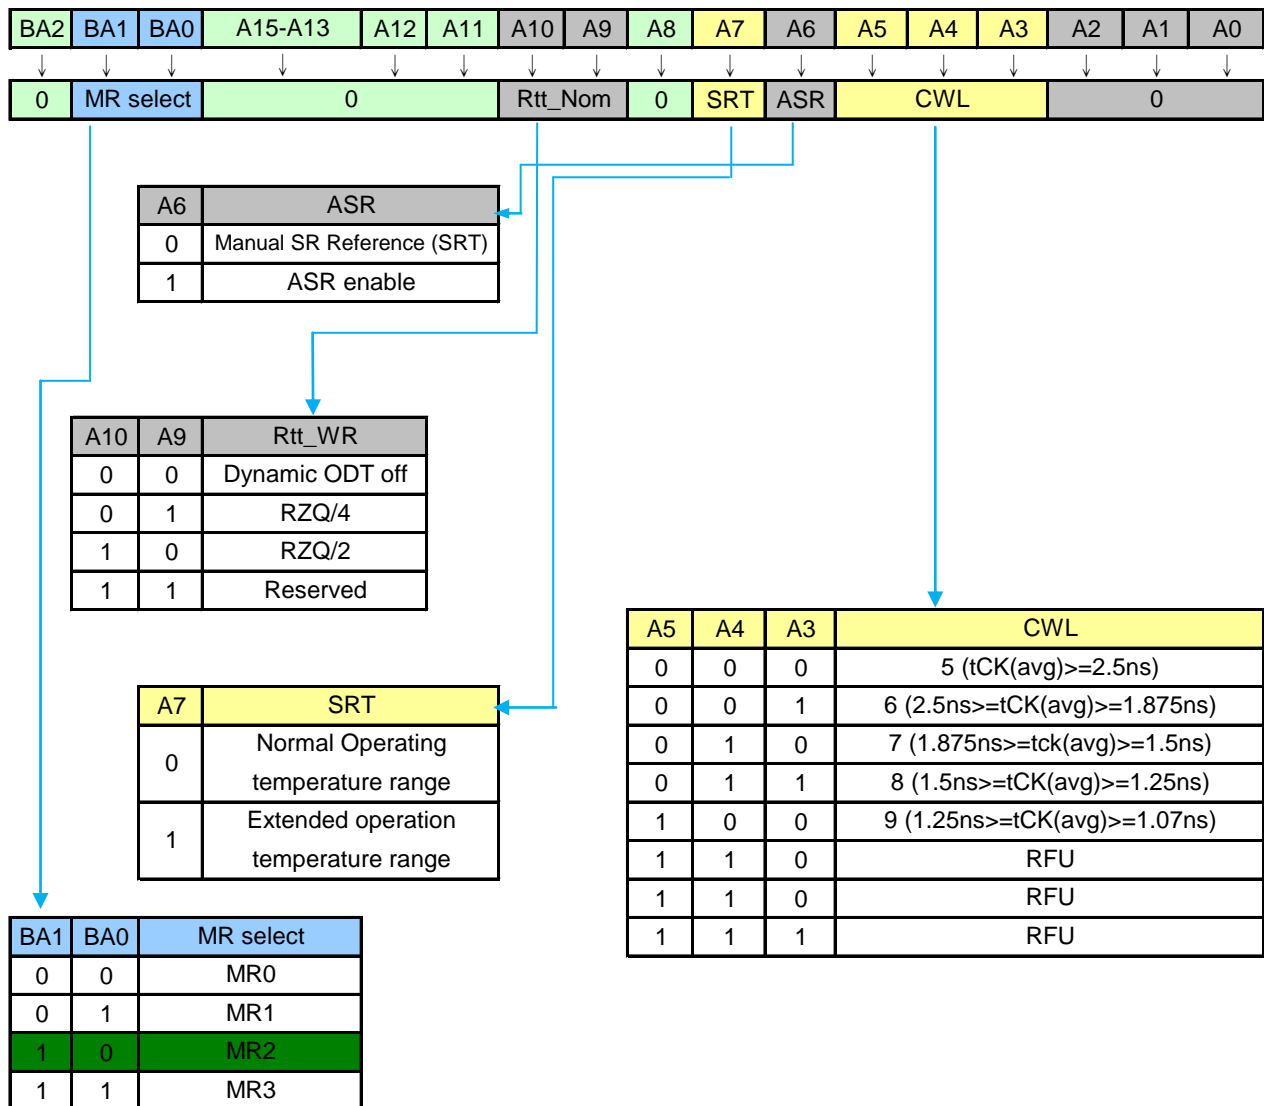 BA2 BA1 BA0 A15-A13 A12 A11 A10 A9 A8 A7 A6 A5 A4 A3 A2 A1 A0
0 MR select 0 Rtt_Nom 0 SRT ASR CWL 0
A6 ASR
0 Manual SR Reference (SRT)
1 ASR enable
A10 A9 Rtt_WR
0 0 Dynamic ODT off
0 1 RZQ/4
1 0 RZQ/2
1 1 Reserved
A7 SRT
0 Normal Operating
temperature range
1 Extended operation
temperature range
A5 A4 A3 CWL
0 0 0 5 (tCK(avg)>=2.5ns)
0 0 1 6 (2.5ns>=tCK(avg)>=1.875ns)
0 1 0 7 (1.875ns>=tck(avg)>=1.5ns)
0 1 1 8 (1.5ns>=tCK(avg)>=1.25ns)
1 0 0 9 (1.25ns>=tCK(avg)>=1.07ns)
1 1 0 RFU
1 1 0 RFU
1 1 1 RFU
BA1 BA0 MR select
0 0 MR0
0 1 MR1
1 0 MR2
1 1 MR3